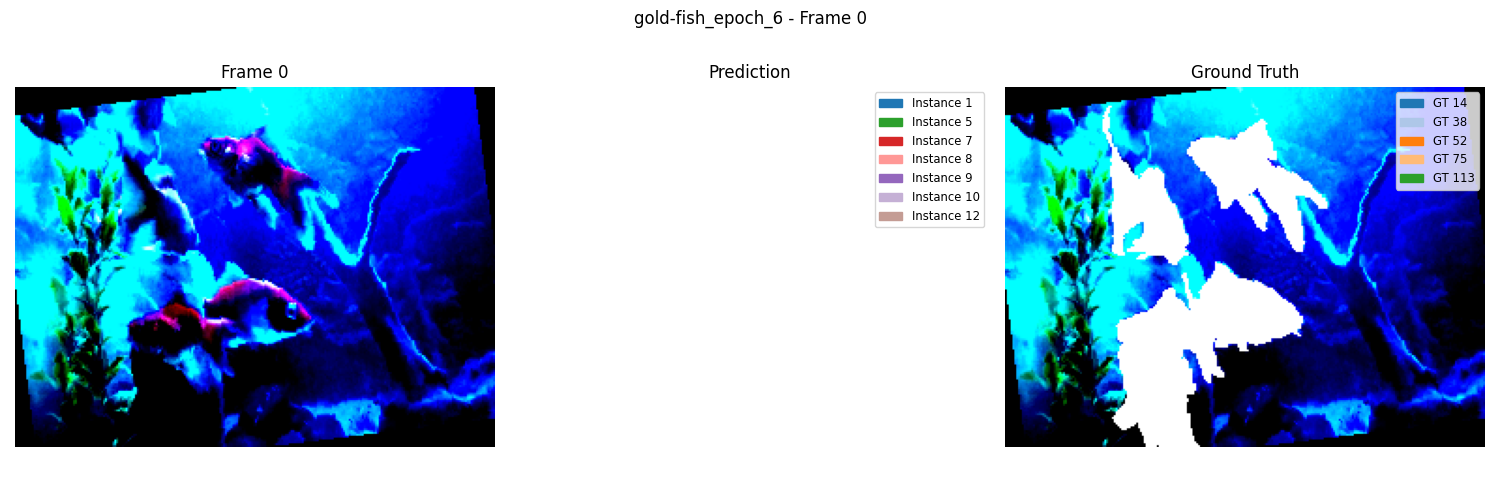 gold-fish_epoch_6 - Frame 0
Frame 0
Prediction
Ground Truth
Instance 1
Instance 5
Instance 7
Instance 8
Instance 9
Instance 10
Instance 12
GT 14
GT 38
GT 52
GT 75
GT 113